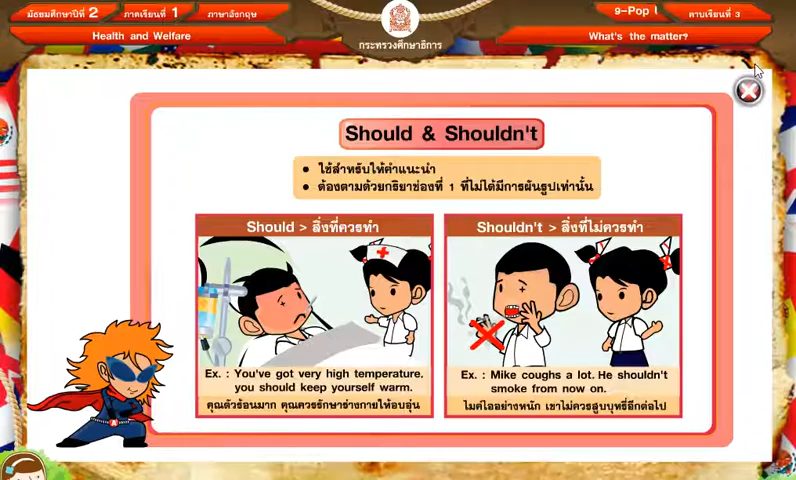 มัธยมศึกษาปีที่ 2
ภาคเรียนที่ 1
ภาษาอังกฤษ
9-Pop 1
คาบเรียนที่ 3
Health and Welfare
กระทรวงศึกษาธิการ
What's the matter?
Should & Shouldn't
• ใช้สำหรับให้คำแนะนำ
• ต้องตามด้วยกริยาช่องที่ 1 ที่ไม่ได้มีการผันรูปเท่านั้น
Should > สิ่งที่ควรทำ
Ex. : You've got very high temperature,
you should keep yourself warm.
คุณตัวร้อนมาก คุณควรรักษาร่างกายให้อบอุ่น
Shouldn't > สิ่งที่ไม่ควรทำ
Ex. : Mike coughs a lot. He shouldn't
smoke from now on.
ไมค์ไออย่างหนัก เขาไม่ควรสูบบุหรี่อีกต่อไป
A